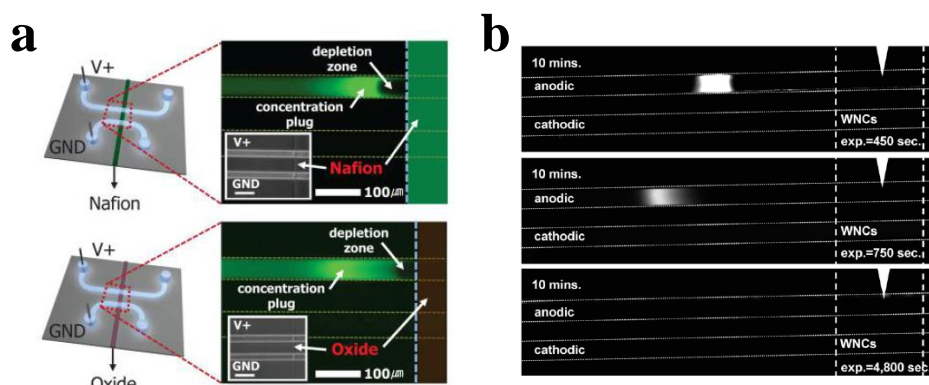 a
V+
GND
Nafion
depletion
zone
concentration
plug
V+
Nafion
GND
100㎛
V+
GND
Oxide
depletion
zone
concentration
plug
V+
Oxide
GND
100㎛
b
10 mins.
anodic
cathodic
WNCs
exp.=450 sec.
10 mins.
anodic
cathodic
WNCs
exp.=750 sec.
10 mins.
anodic
cathodic
WNCs
exp.=4,800 sec